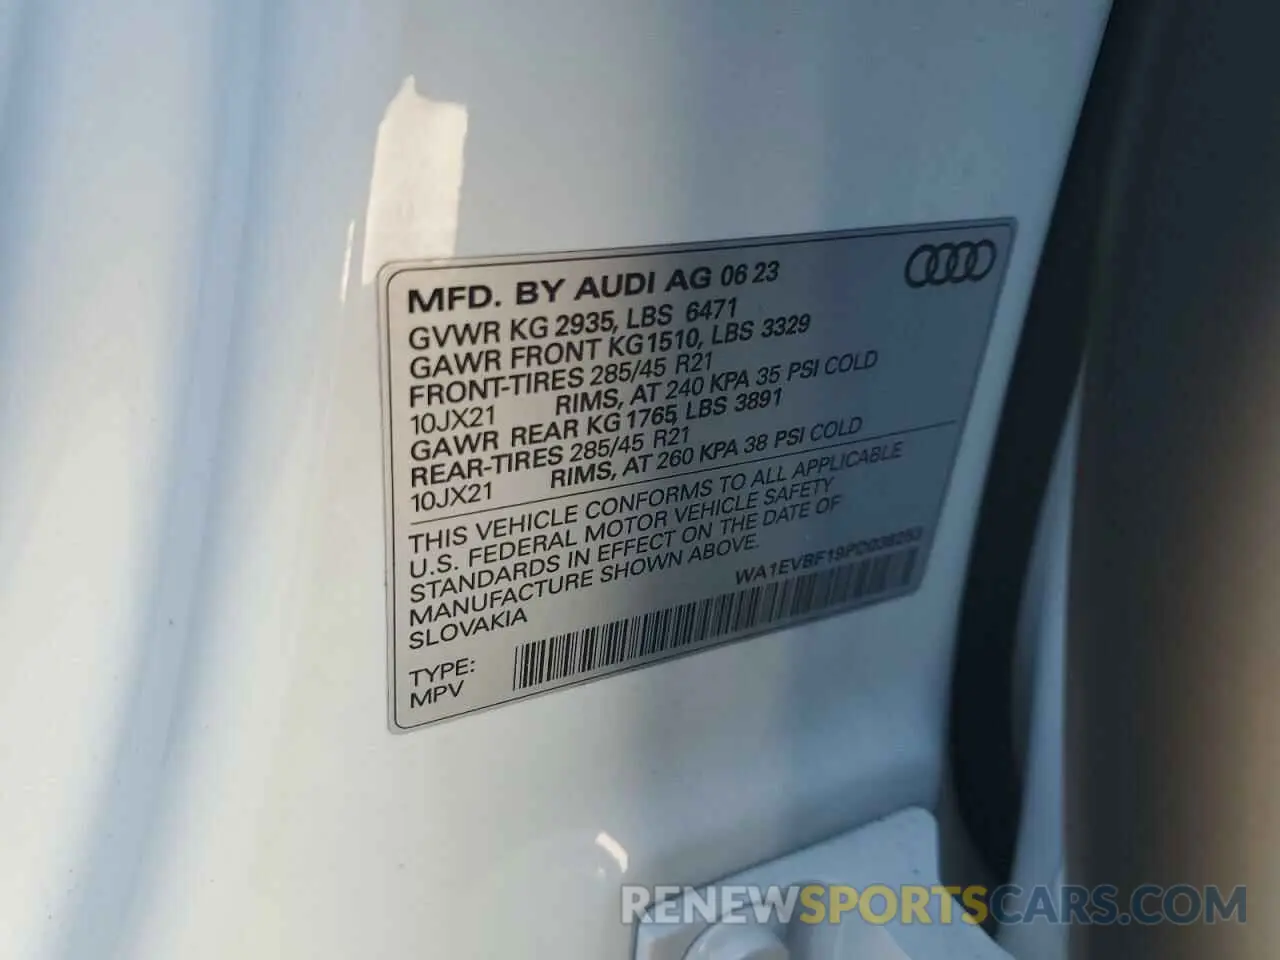 MFD. BY AUDI AG 06 23
GVWR KG 2935, LBS 6471
GAWR FRONT KG1510, LBS 3329
FRONT-TIRES 285/45 R21
10JX21 RIMS, AT 240 KPA 35 PSI COLD
GAWR REAR KG 1765, LBS 3891
REAR-TIRES 285/45 R21
10JX21 RIMS, AT 260 KPA 38 PSI COLD
THIS VEHICLE CONFORMS TO ALL APPLICABLE
U.S. FEDERAL MOTOR VEHICLE SAFETY
STANDARDS IN EFFECT ON THE DATE OF
MANUFACTURE SHOWN ABOVE.
SLOVAKIA
TYPE:
MPV
RENEWSPORTSCARS.COM